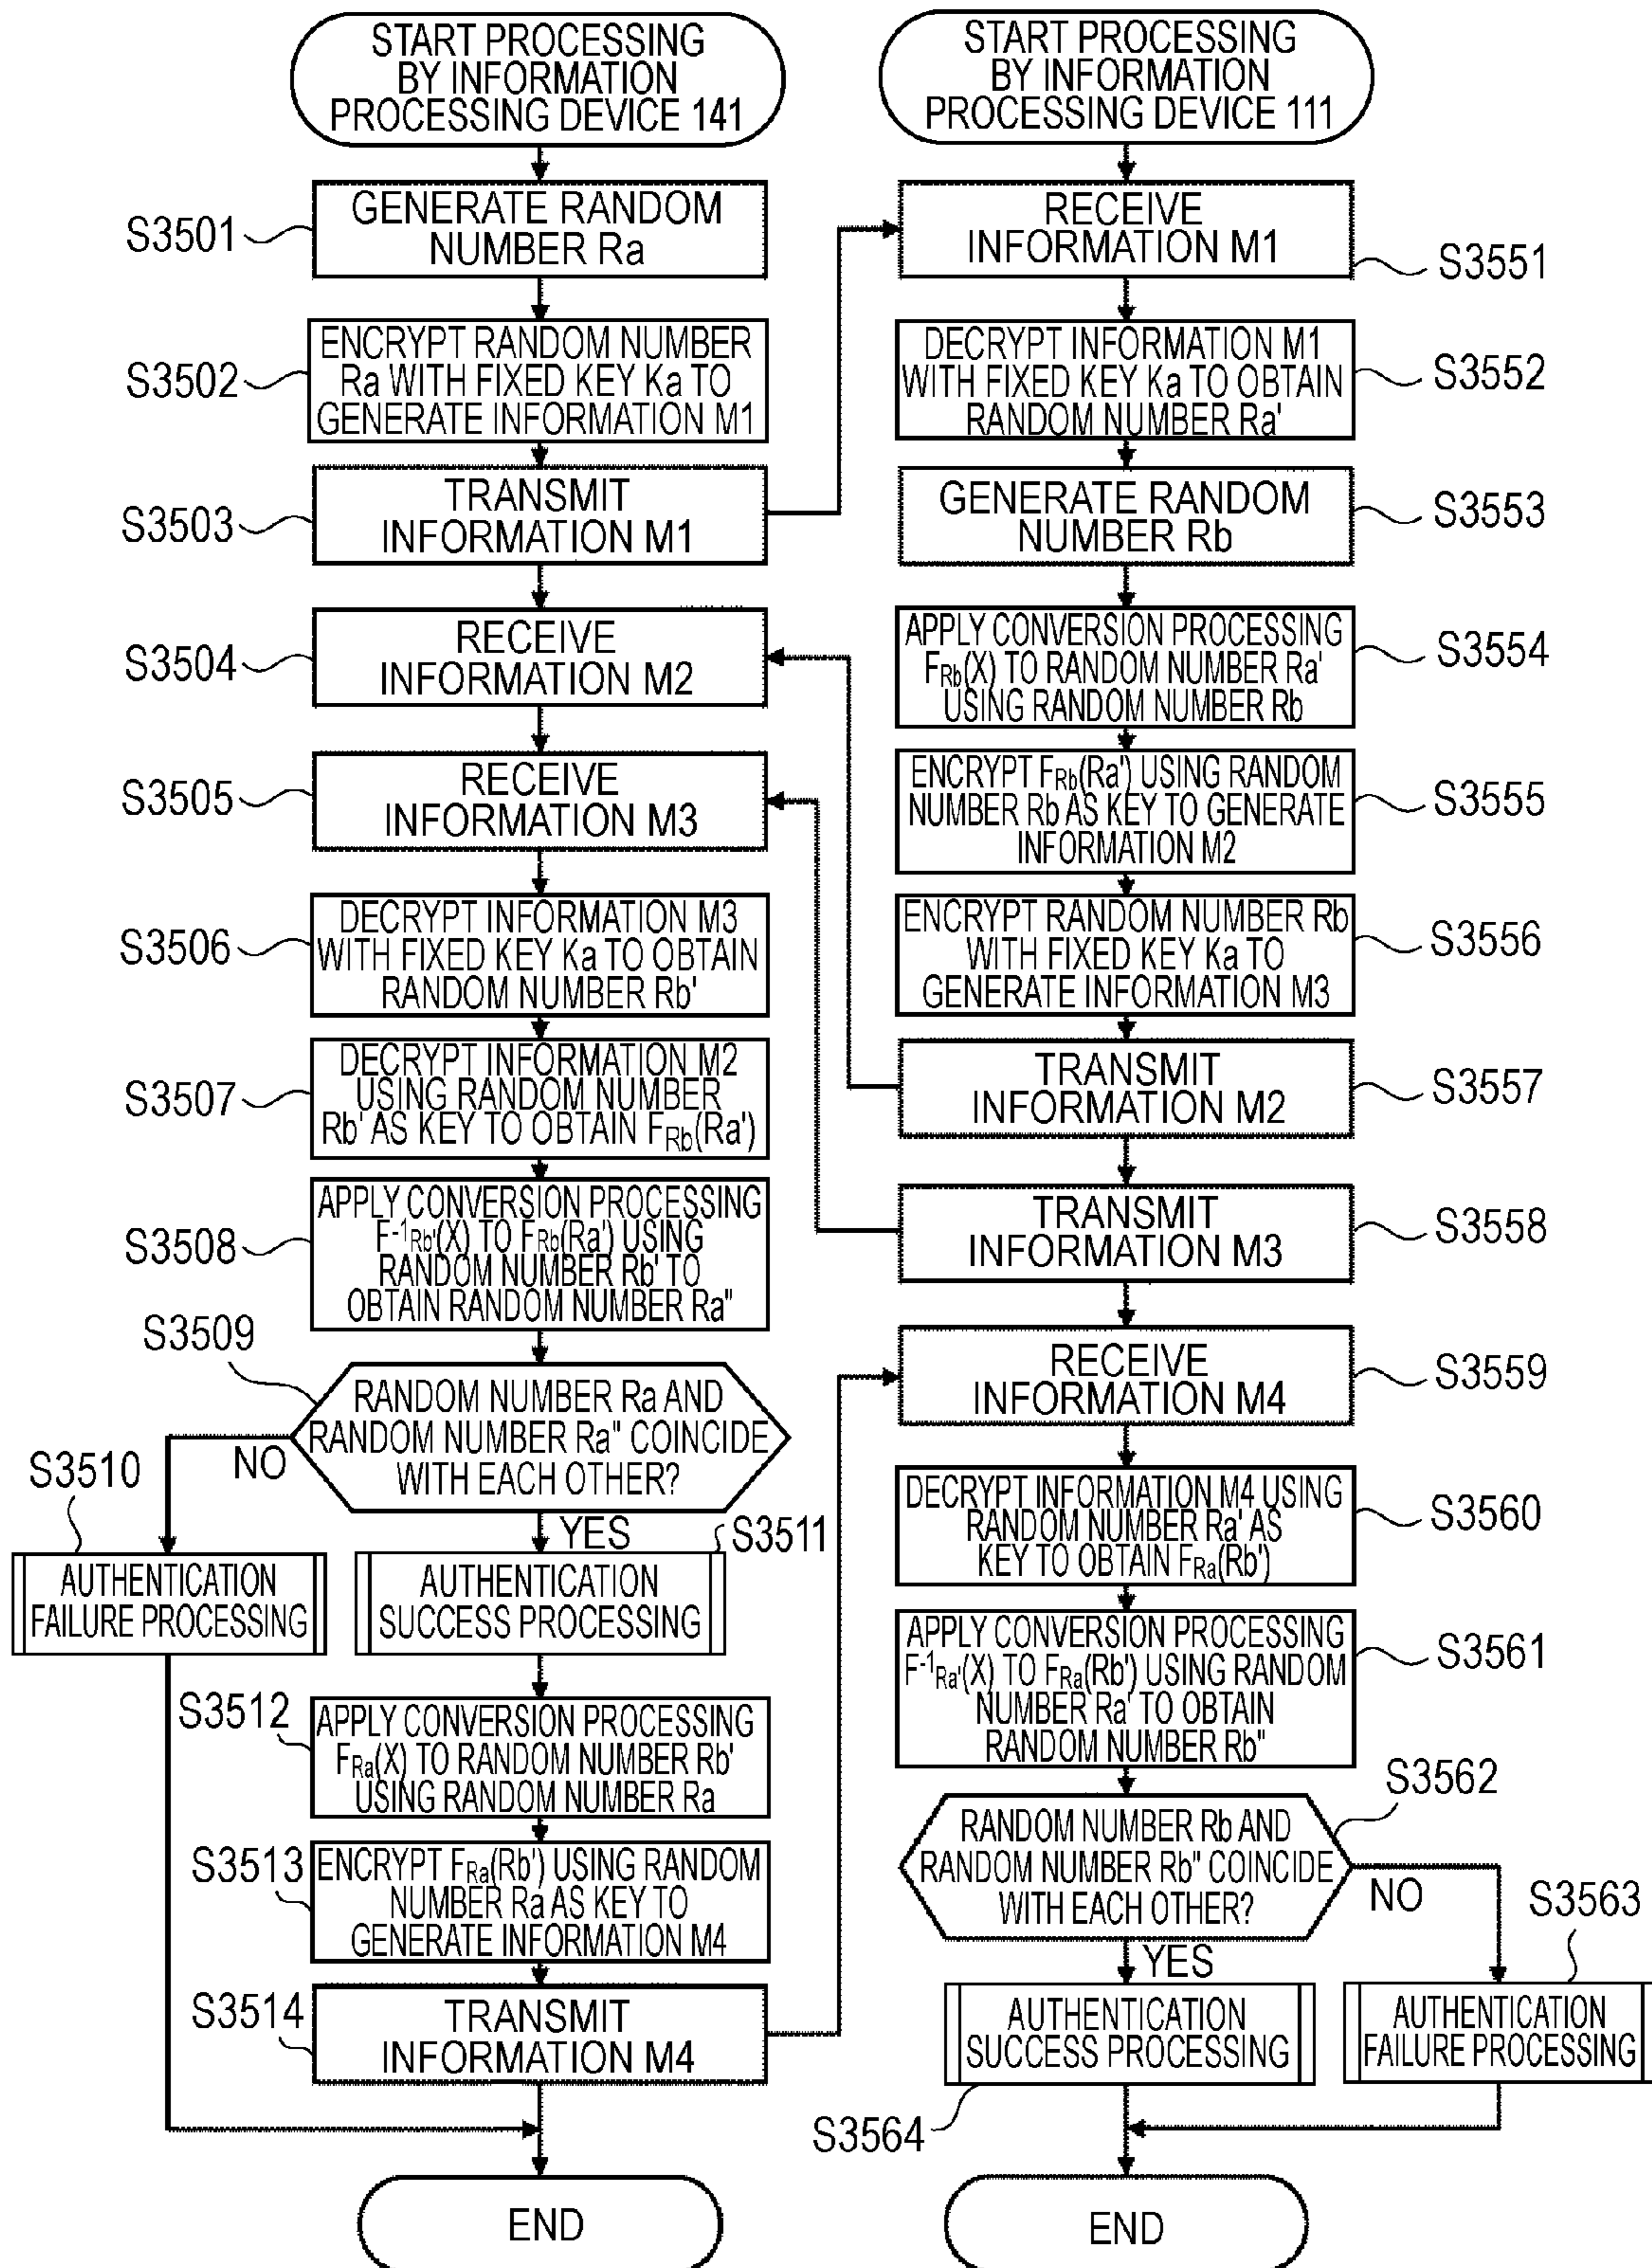 START PROCESSING
BY INFORMATION
PROCESSING DEVICE 141
S3501
GENERATE RANDOM
NUMBER Ra
S3502
ENCRYPT RANDOM NUMBER
Ra WITH FIXED KEY Ka TO
GENERATE INFORMATION M1
S3503
TRANSMIT
INFORMATION M1
S3504
RECEIVE
INFORMATION M2
S3505
RECEIVE
INFORMATION M3
S3506
DECRYPT INFORMATION M3
WITH FIXED KEY Ka TO OBTAIN
RANDOM NUMBER Rb'
S3507
DECRYPT INFORMATION M2
USING RANDOM NUMBER
Rb' AS KEY TO OBTAIN FRb(Ra')
S3508
APPLY CONVERSION PROCESSING
F-1Rb'(X) TO FRb(Ra') USING
RANDOM NUMBER Rb' TO
OBTAIN RANDOM NUMBER Ra"
S3509
RANDOM NUMBER Ra AND
RANDOM NUMBER Ra" COINCIDE
WITH EACH OTHER?
NO
S3510
AUTHENTICATION
FAILURE PROCESSING
YES
S3511
AUTHENTICATION
SUCCESS PROCESSING
S3512
APPLY CONVERSION PROCESSING
FRa(X) TO RANDOM NUMBER Rb'
USING RANDOM NUMBER Ra
S3513
ENCRYPT FRa(Rb') USING RANDOM
NUMBER Ra AS KEY TO
GENERATE INFORMATION M4
S3514
TRANSMIT
INFORMATION M4
END
START PROCESSING
BY INFORMATION
PROCESSING DEVICE 111
RECEIVE
INFORMATION M1
S3551
DECRYPT INFORMATION M1
WITH FIXED KEY Ka TO OBTAIN
RANDOM NUMBER Ra'
S3552
GENERATE RANDOM
NUMBER Rb
S3553
APPLY CONVERSION PROCESSING
FRb(X) TO RANDOM NUMBER Ra'
USING RANDOM NUMBER Rb
S3554
ENCRYPT FRb(Ra') USING RANDOM
NUMBER Rb AS KEY TO GENERATE
INFORMATION M2
S3555
ENCRYPT RANDOM NUMBER Rb
WITH FIXED KEY Ka TO
GENERATE INFORMATION M3
S3556
TRANSMIT
INFORMATION M2
S3557
TRANSMIT
INFORMATION M3
S3558
RECEIVE
INFORMATION M4
S3559
DECRYPT INFORMATION M4 USING
RANDOM NUMBER Ra' AS
KEY TO OBTAIN FRa(Rb')
S3560
APPLY CONVERSION PROCESSING
F-1Ra'(X) TO FRa(Rb') USING RANDOM
NUMBER Ra' TO OBTAIN
RANDOM NUMBER Rb"
S3561
S3562
RANDOM NUMBER Rb AND
RANDOM NUMBER Rb" COINCIDE
WITH EACH OTHER?
NO
S3563
YES
AUTHENTICATION
SUCCESS PROCESSING
AUTHENTICATION
FAILURE PROCESSING
S3564
END